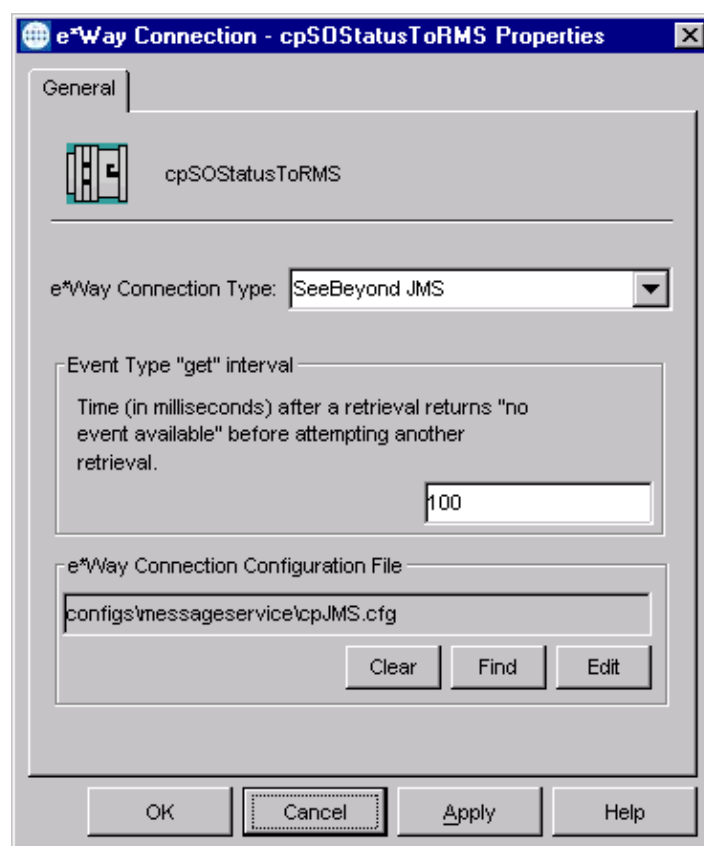 e*Way Connection - cpSOStatusToRMS Properties
General
cpSOStatusToRMS
e*Way Connection Type: SeeBeyond JMS
Event Type "get" interval
Time (in milliseconds) after a retrieval returns "no
event available" before attempting another
retrieval.
100
e*Way Connection Configuration File
configs\messageservice\cpJMS.cfg
Clear Find Edit
OK Cancel Apply Help